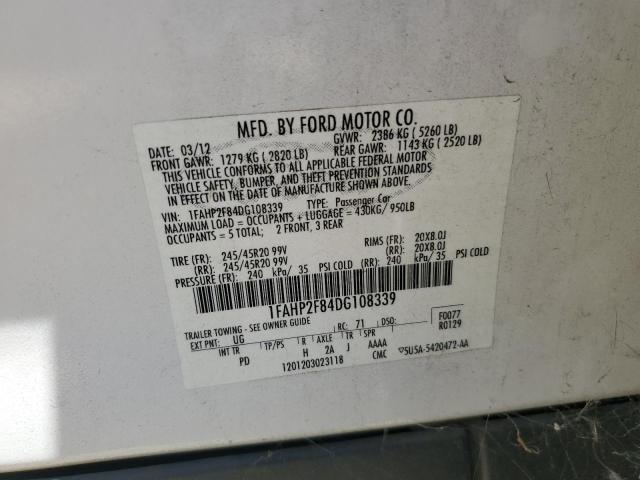 MFD. BY FORD MOTOR CO.
DATE: 03/12 GVWR: 2386 KG ( 5260 LB)
FRONT GAWR: 1279 KG ( 2820 LB) REAR GAWR: 1143 KG ( 2520 LB)
THIS VEHICLE CONFORMS TO ALL APPLICABLE FEDERAL MOTOR
VEHICLE SAFETY, BUMPER, AND THEFT PREVENTION STANDARDS
IN EFFECT ON THE DATE OF MANUFACTURE SHOWN ABOVE.
VIN: 1FAHP2F84DG108339 TYPE: Passenger Car
MAXIMUM LOAD = OCCUPANTS + LUGGAGE = 430KG/ 950LB
OCCUPANTS = 5 TOTAL; 2 FRONT, 3 REAR
TIRE (FR): 245/45R20 99V RIMS (FR): 20X8.0J
(RR): 245/45R20 99V (RR): 20X8.0J
PRESSURE (FR): 240 kPa/ 35 PSI COLD (RR): 240 kPa/ 35 PSI COLD
1FAHP2F84DG108339
TRAILER TOWING - SEE OWNER GUIDE
EXT PNT: UG RC: 71 DSO: F0077
R0129
INT TR TP/PS R AXLE TR SPR
PD H 2A J AAAA
1201203023118 CMC 5U5A-5420472-AA